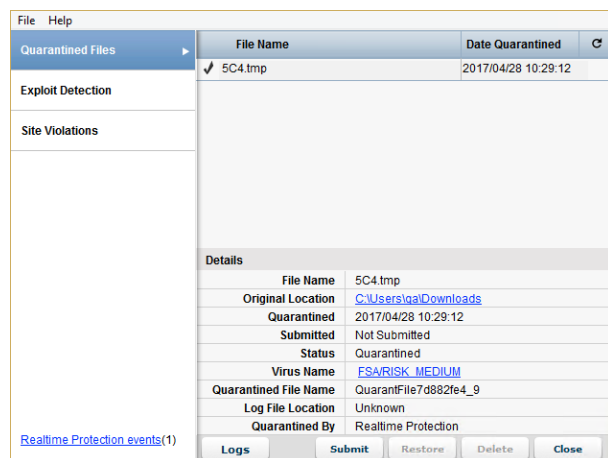 File Help
Quarantined Files
Exploit Detection
Site Violations
Realtime Protection events(1)
File Name Date Quarantined
5C4.tmp 2017/04/28 10:29:12
Details
File Name 5C4.tmp
Original Location C:\Users\qa\Downloads
Quarantined 2017/04/28 10:29:12
Submitted Not Submitted
Status Quarantined
Virus Name FSA/RISK_MEDIUM
Quarantined File Name QuarantFile7d882fe4_9
Log File Location Unknown
Quarantined By Realtime Protection
Logs Submit Restore Delete Close